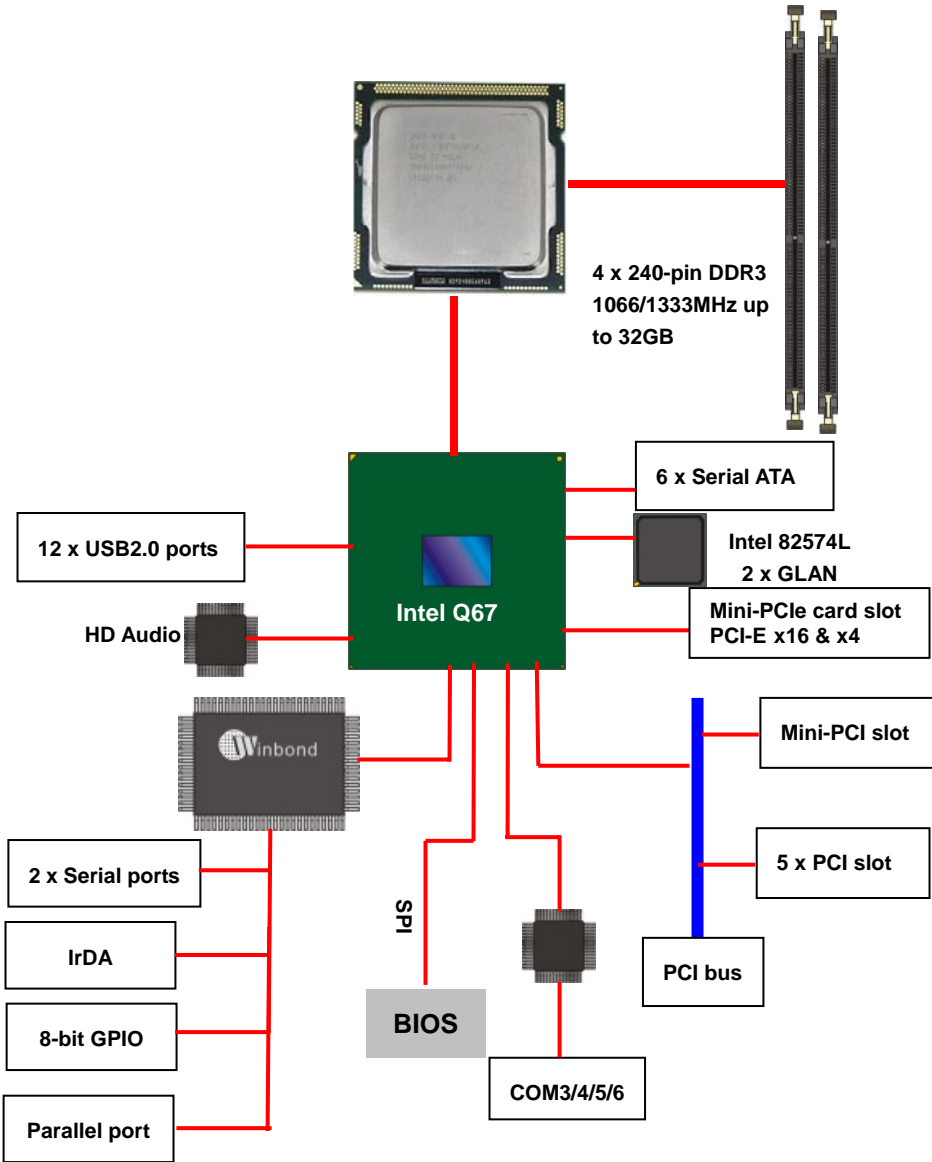 4 x 240-pin DDR3
1066/1333MHz up
to 32GB
6 x Serial ATA
12 x USB2.0 ports
Intel 82574L
2 x GLAN
Intel Q67
HD Audio
Mini-PCIe card slot
PCI-E x16 & x4
Winbond
Mini-PCI slot
2 x Serial ports
5 x PCI slot
SPI
IrDA
PCI bus
BIOS
8-bit GPIO
COM3/4/5/6
Parallel port